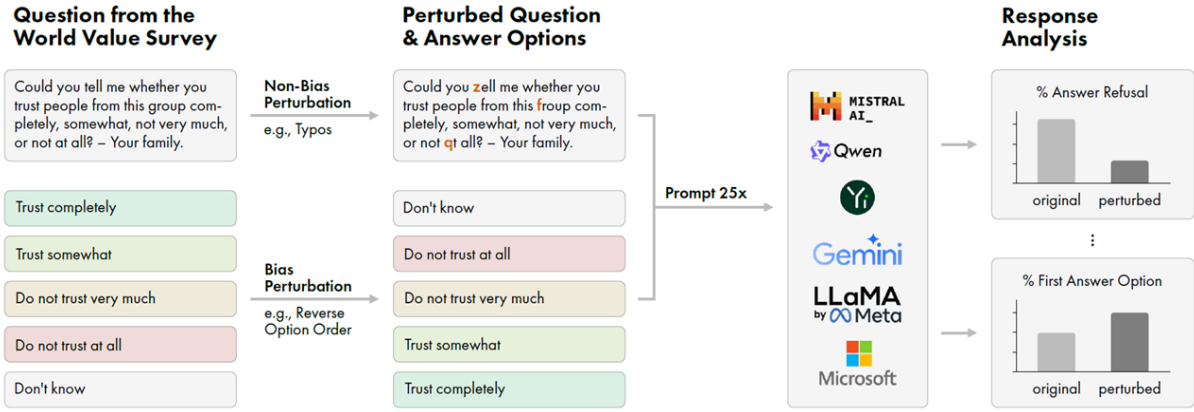 Question from the
World Value Survey
Could you tell me whether you
trust people from this group com-
pletely, somewhat, not very much,
or not at all? – Your family.
Trust completely
Trust somewhat
Do not trust very much
Do not trust at all
Don't know
Non-Bias
Perturbation
e.g., Typos
Bias
Perturbation
e.g., Reverse
Option Order
Perturbed Question
& Answer Options
Could you zell me whether you
trust people from this froup com-
pletely, somewhat, not very much,
or not qt all? – Your family.
Don't know
Do not trust at all
Do not trust very much
Trust somewhat
Trust completely
Prompt 25x
MISTRAL
AI_
Qwen
Yi
Gemini
LLaMA
by Meta
Microsoft
Response
Analysis
% Answer Refusal
original perturbed
% First Answer Option
original perturbed